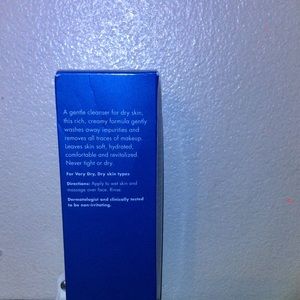 A gentle cleanser for dry skin,
this rich, creamy formula gently
washes away impurities and
removes all traces of makeup.
Leaves skin soft, hydrated,
comfortable and revitalized.
Never tight or dry.
For Very Dry, Dry skin types
Directions: Apply to wet skin and
massage over face. Rinse.
Dermatologist and clinically tested
to be non-irritating.